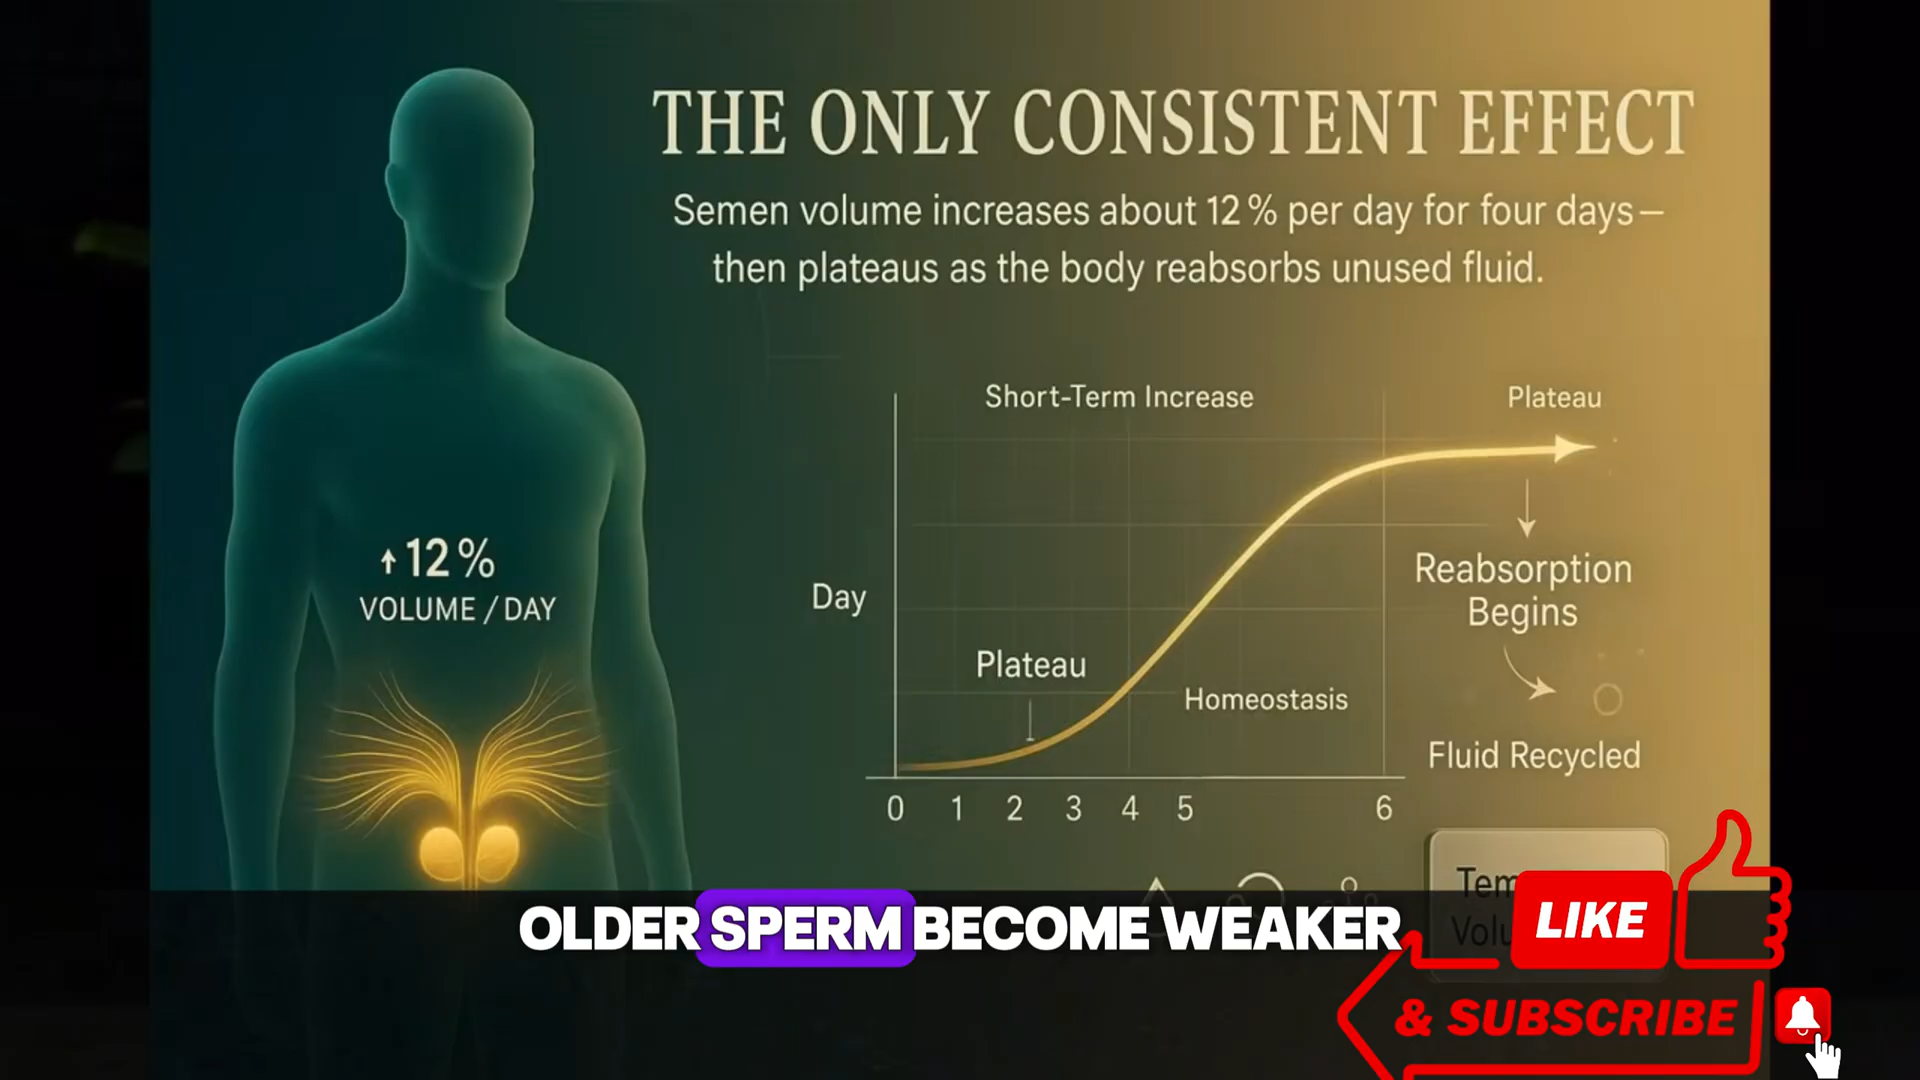 THE ONLY CONSISTENT EFFECT
Semen volume increases about 12% per day for four days–
then plateaus as the body reabsorbs unused fluid.
Short-Term Increase
Plateau
↑12%
VOLUME / DAY
Day
Reabsorption
Begins
Plateau
Homeostasis
Fluid Recycled
0 1 2 3 4 5 6
OLDER SPERM BECOME WEAKER
LIKE
& SUBSCRIBE